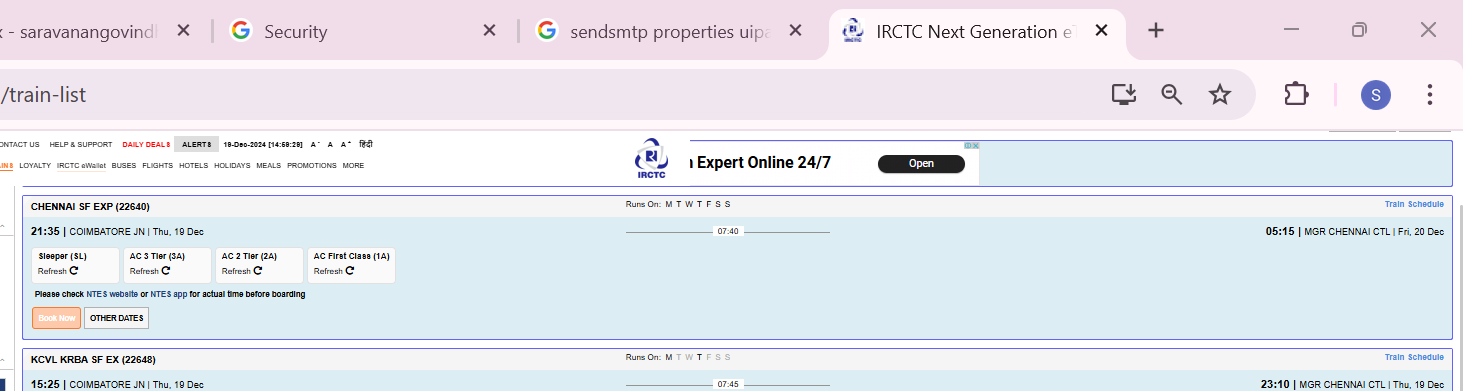 x - saravanangovind
Security
sendsmtp properties uipa
IRCTC Next Generation e
/train-list
S
ONTACT US HELP & SUPPORT DAILY DEALS ALERTS 19-Dec-2024 [14:59:29] A- A A+ हिंदी
AINS LOYALTY IRCTC eWallet BUSES FLIGHTS HOTELS HOLIDAYS MEALS PROMOTIONS MORE
IRCTC
Expert Online 24/7
Open
CHENNAI SF EXP (22640) Runs On: M T W T F S S Train Schedule
21:35 | COIMBATORE JN | Thu, 19 Dec 07:40 05:15 | MGR CHENNAI CTL | Fri, 20 Dec
Sleeper (SL) AC 3 Tier (3A) AC 2 Tier (2A) AC First Class (1A)
Refresh Refresh Refresh Refresh
Please check NTES website or NTES app for actual time before boarding
Book Now OTHER DATES
KCVL KRBA SF EX (22648) Runs On: M T W T F S S Train Schedule
15:25 | COIMBATORE JN | Thu, 19 Dec 07:45 23:10 | MGR CHENNAI CTL | Thu, 19 Dec